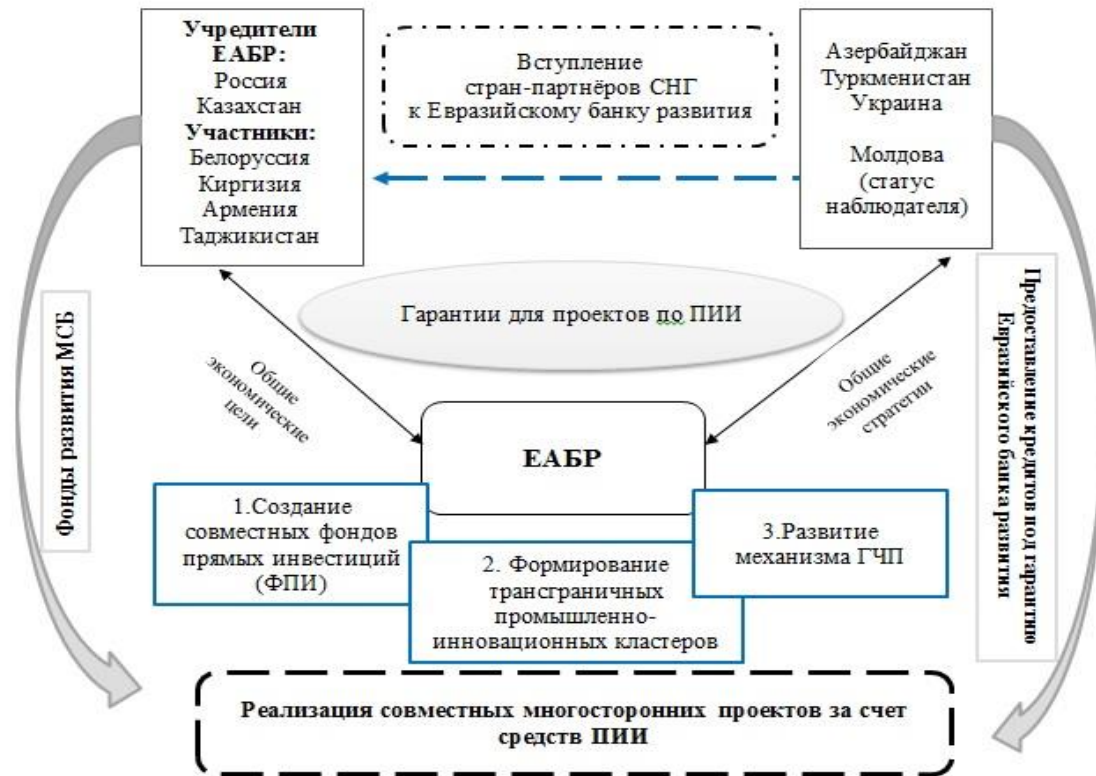 Учредители
ЕАБР:
Россия
Казахстан
Участники:
Белоруссия
Киргизия
Армения
Таджикистан
Вступление
стран-партнёров СНГ
к Евразийскому банку развития
Азербайджан
Туркменистан
Украина
Молдова
(статус
наблюдателя)
Гарантии для проектов по ПИИ
Фонды развития МСБ
Общие
экономические
цели
Общие
экономические
стратегии
Предоставление кредитов под гарантию
Евразийского банка развития
ЕАБР
1.Создание
совместных фондов
прямых инвестиций
(ФПИ)
2. Формирование
трансграничных
промышленно-
инновационных кластеров
3.Развитие
механизма ГЧП
Реализация совместных многосторонних проектов за счет
средств ПИИ